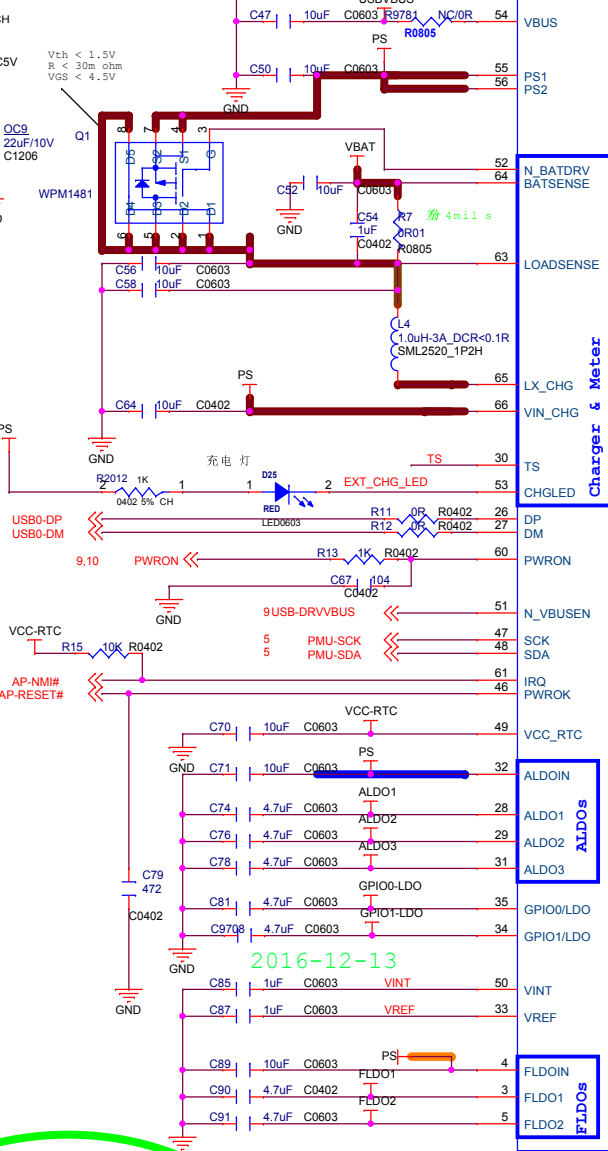 USBVBUS
C47 10uF C0603 R9781 NC/0R 54 VBUS
R0805
PS
C50 10uF C0603 55 PS1
56 PS2
GND
CH
C5V
Vth < 1.5V
R < 30m ohm
VGS < 4.5V
OC9
22uF/10V
C1206
Q1
8 7 4 3
D5 S2 S1 G
WPM1481
D4 D3 D2 D1
6 5 2 1
VBAT
52 N_BATDRV
64 BATSENSE
C52 10uF C0603
GND
C54
1uF
C0402
R7
0R01
R0805
4mil s
C56 10uF C0603
63 LOADSENSE
C58 10uF C0603
L4
1.0uH-3A_DCR<0.1R
SML2520_1P2H
Charger & Meter
PS
65 LX_CHG
C64 10uF C0402
66 VIN_CHG
PS
GND
充电 灯
TS 30 TS
R2012 1K
2 1
0402 5% CH
D25
1 2
RED
LED0603
EXT_CHG_LED 53 CHGLED
USB0-DP R11 0R R0402 26 DP
USB0-DM R12 0R R0402 27 DM
9,10 PWRON R13 1K R0402 60 PWRON
C67 104
C0402
GND
9 USB-DRVVBUS 51 N_VBUSEN
5 PMU-SCK 47 SCK
5 PMU-SDA 48 SDA
VCC-RTC
R15 10K R0402
AP-NMI# 61 IRQ
AP-RESET# 46 PWROK
VCC-RTC
C70 10uF C0603 49 VCC_RTC
GND
PS
C71 10uF C0603 32 ALDOIN
ALDO1
C74 4.7uF C0603 28 ALDO1
ALDO2
C76 4.7uF C0603 29 ALDO2
ALDO3
C78 4.7uF C0603 31 ALDO3
ALDOs
C79
472
C0402
GND
GPIO0-LDO
C81 4.7uF C0603 35 GPIO0/LDO
GPIO1-LDO
C9708 4.7uF C0603 34 GPIO1/LDO
GND
2016-12-13
C85 1uF C0603 VINT 50 VINT
C87 1uF C0603 VREF 33 VREF
PS
C89 10uF C0603 4 FLDOIN
FLDO1
C90 4.7uF C0402 3 FLDO1
FLDO2
C91 4.7uF C0603 5 FLDO2
FLDOs